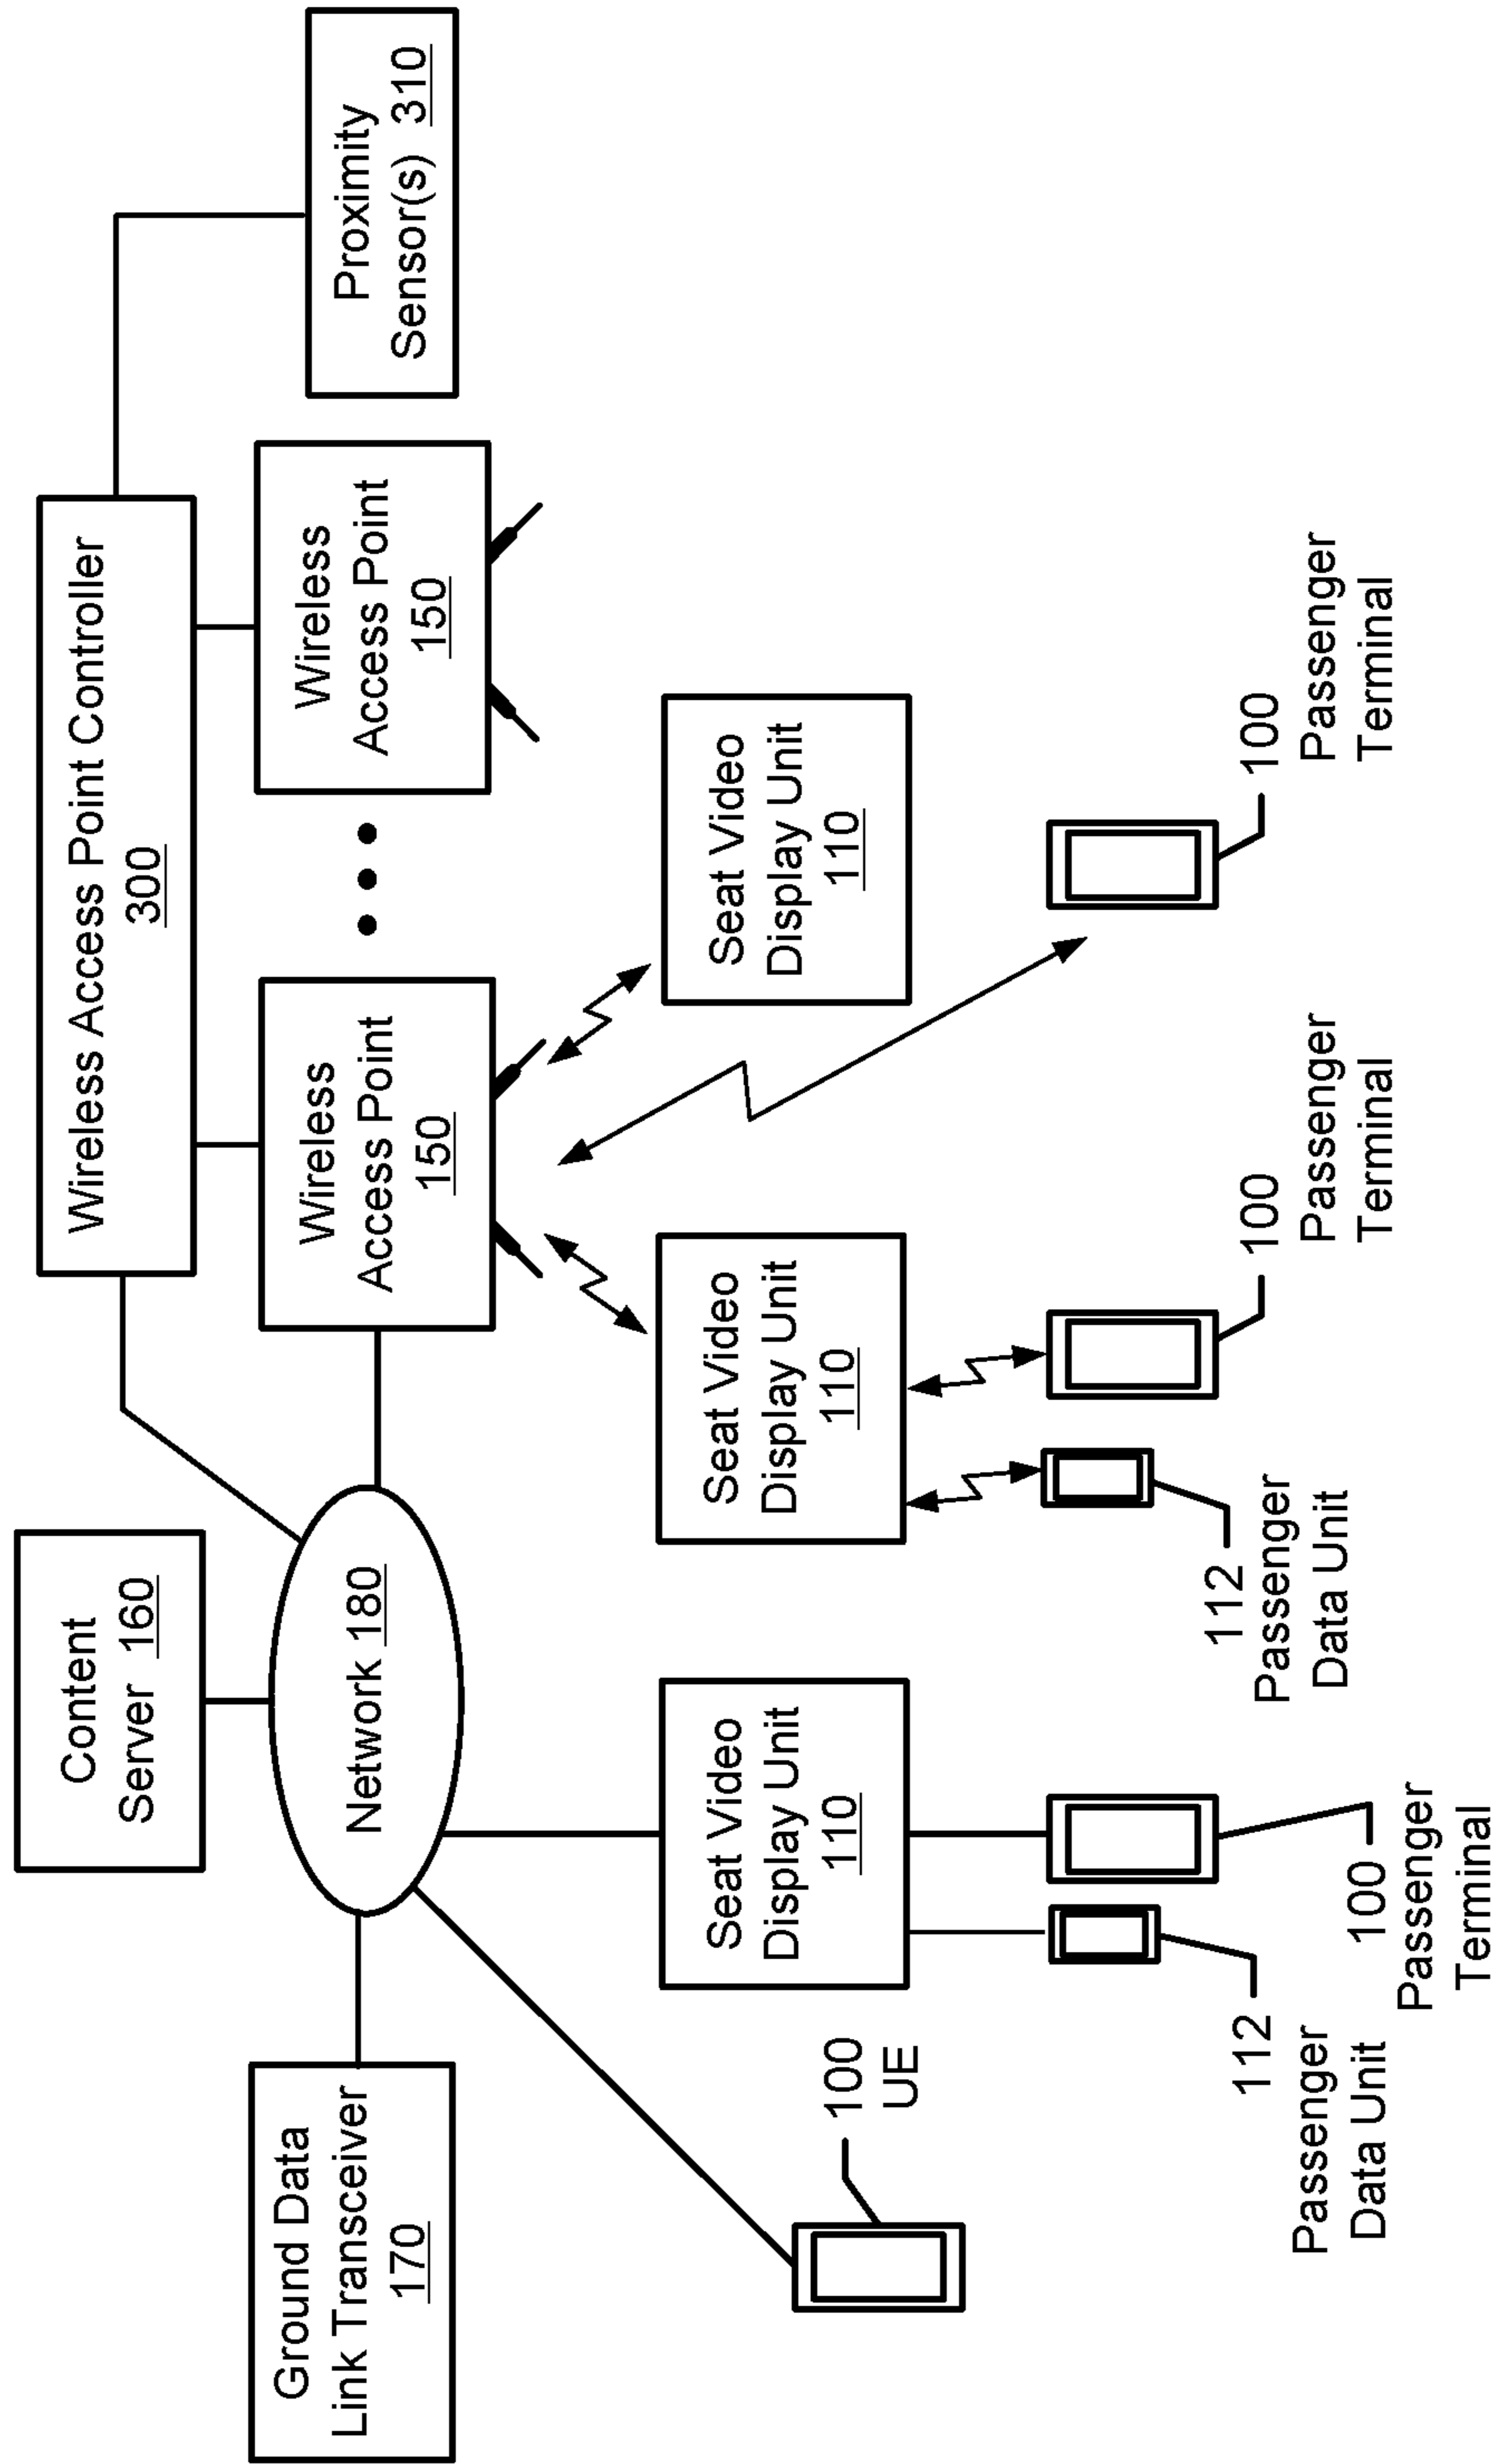 Ground Data
Link Transceiver
170
Content
Server 160
Network 180
Wireless Access Point Controller
300
Wireless
Access Point
150
Wireless
Access Point
150
Proximity
Sensor(s) 310
100
UE
Seat Video
Display Unit
110
Seat Video
Display Unit
110
Seat Video
Display Unit
110
112
Passenger
Data Unit
100
Passenger
Terminal
112
Passenger
Data Unit
100
Passenger
Terminal
100
Passenger
Terminal